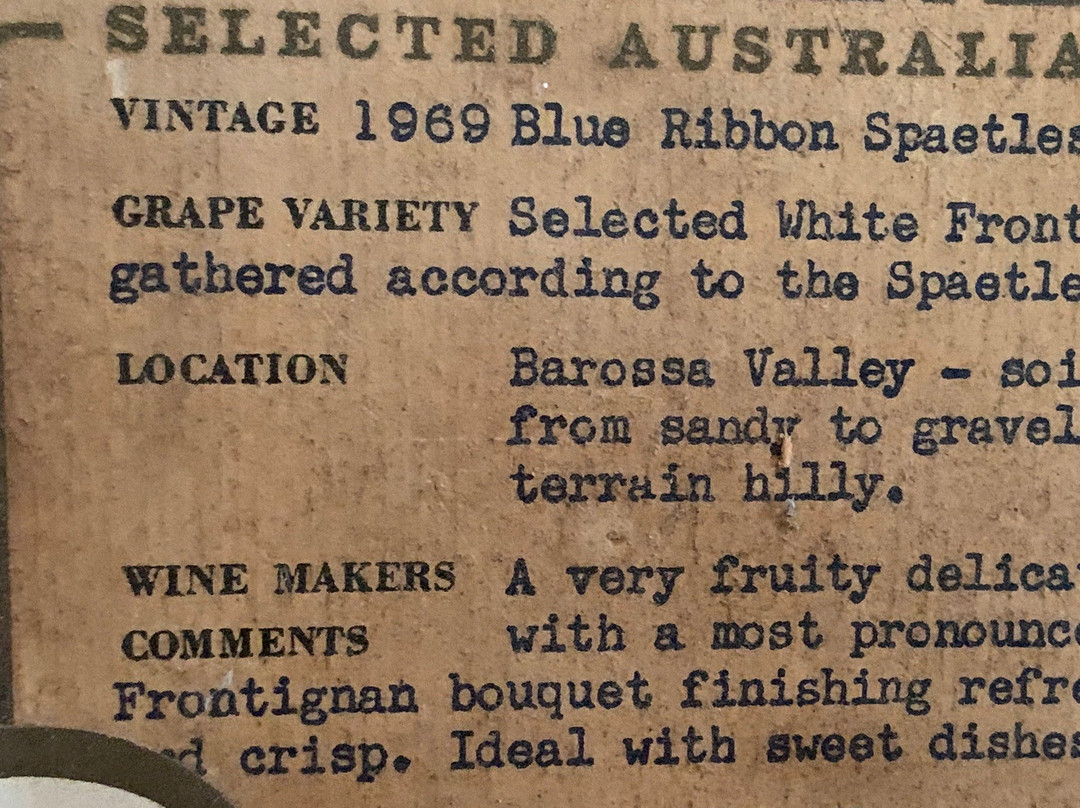 SELECTED AUSTRALIA
VINTAGE 1969 Blue Ribbon Spaetles
GRAPE VARIETY Selected White Front
gathered according to the Spaetle
LOCATION Barossa Valley - soi
from sandy to gravel
terrain hilly.
WINE MAKERS A very fruity delica
COMMENTS with a most pronounc
Frontignan bouquet finishing refre
crisp. Ideal with sweet dishes